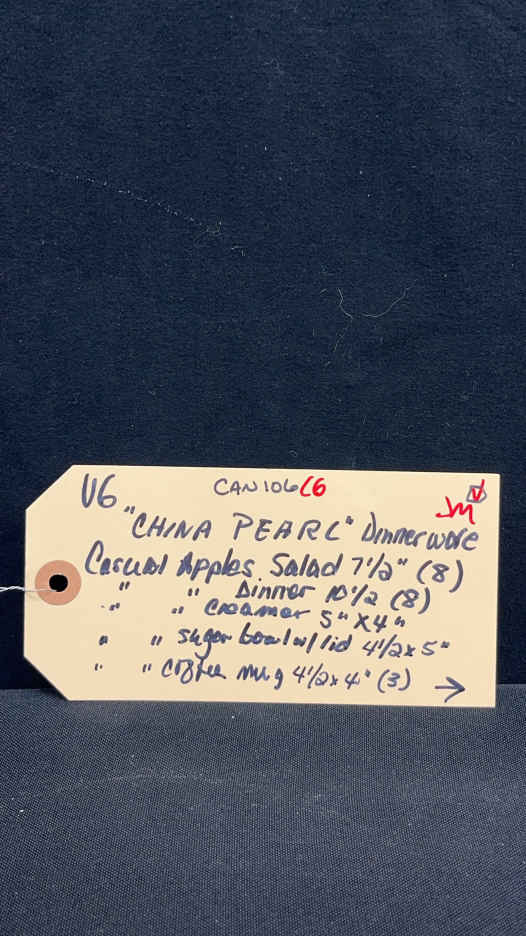 V6 CAN106 C6 V
JM
"CHINA PEARL" Dinnerware
Casual Apples Salad 7 1/2" (8)
" " Dinner 10 1/2 (8)
" " Creamer 5" X 4"
" " sugar bowl w/lid 4 1/2 x 5"
" " coffee mug 4 1/2 x 4" (3) →